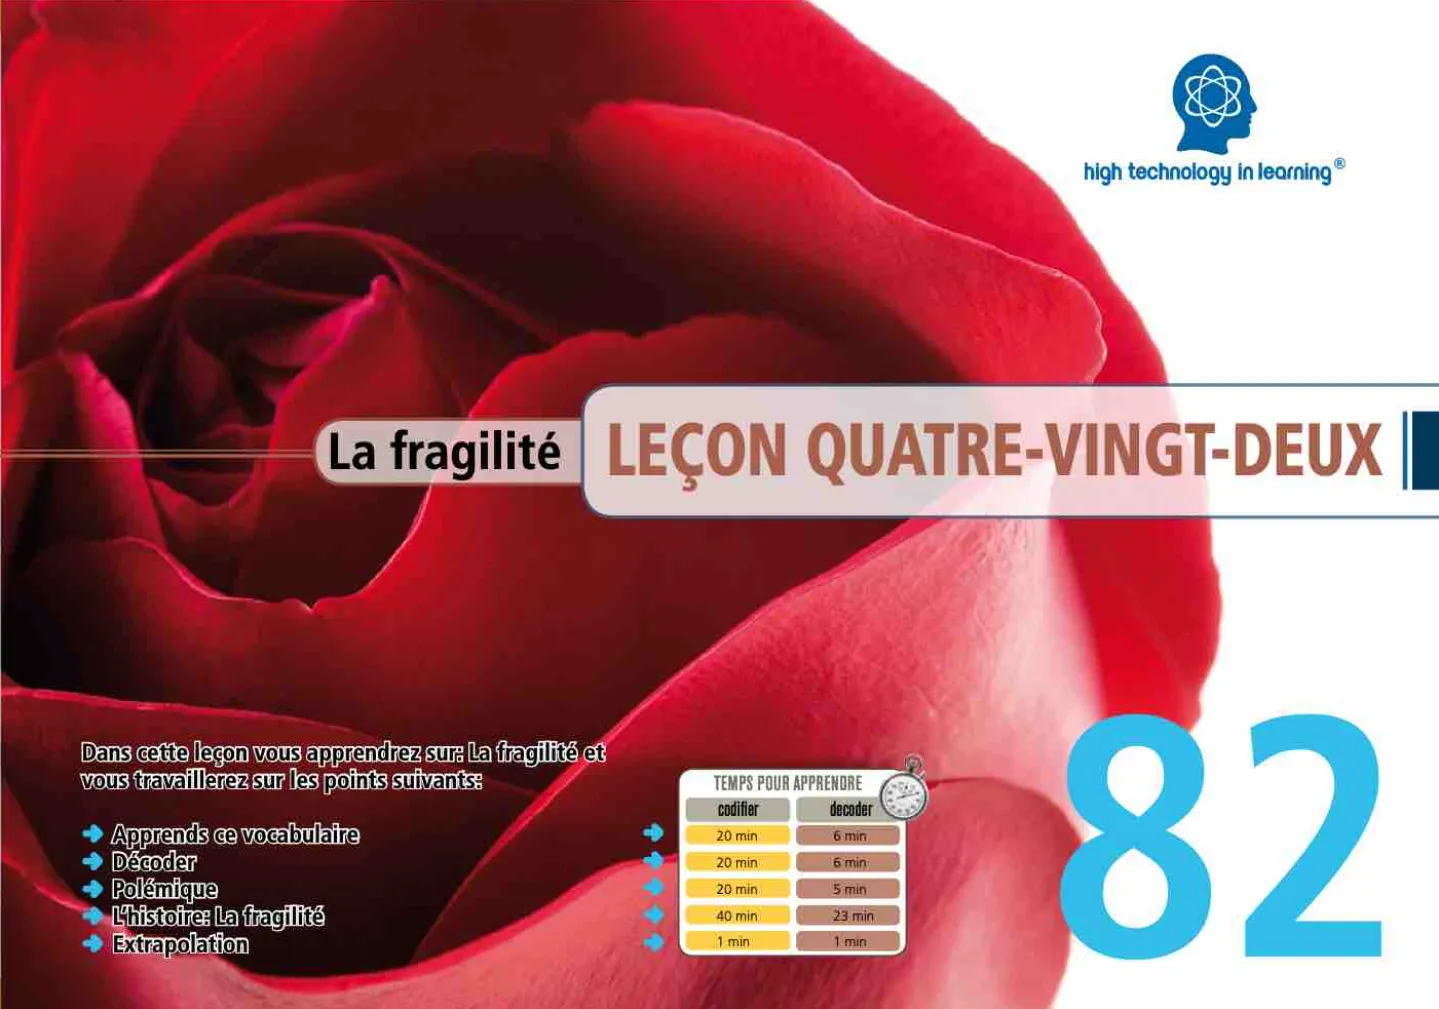 high technology in learning®
La fragilité
LEÇON QUATRE-VINGT-DEUX
Dans cette leçon vous apprendrez sur: La fragilité et
vous travaillerez sur les points suivants:
Apprends ce vocabulaire
Décoder
Polémique
L'histoire: La fragilité
Extrapolation
TEMPS POUR APPRENDRE
codifier decoder
20 min 6 min
20 min 6 min
20 min 5 min
40 min 23 min
1 min 1 min
82